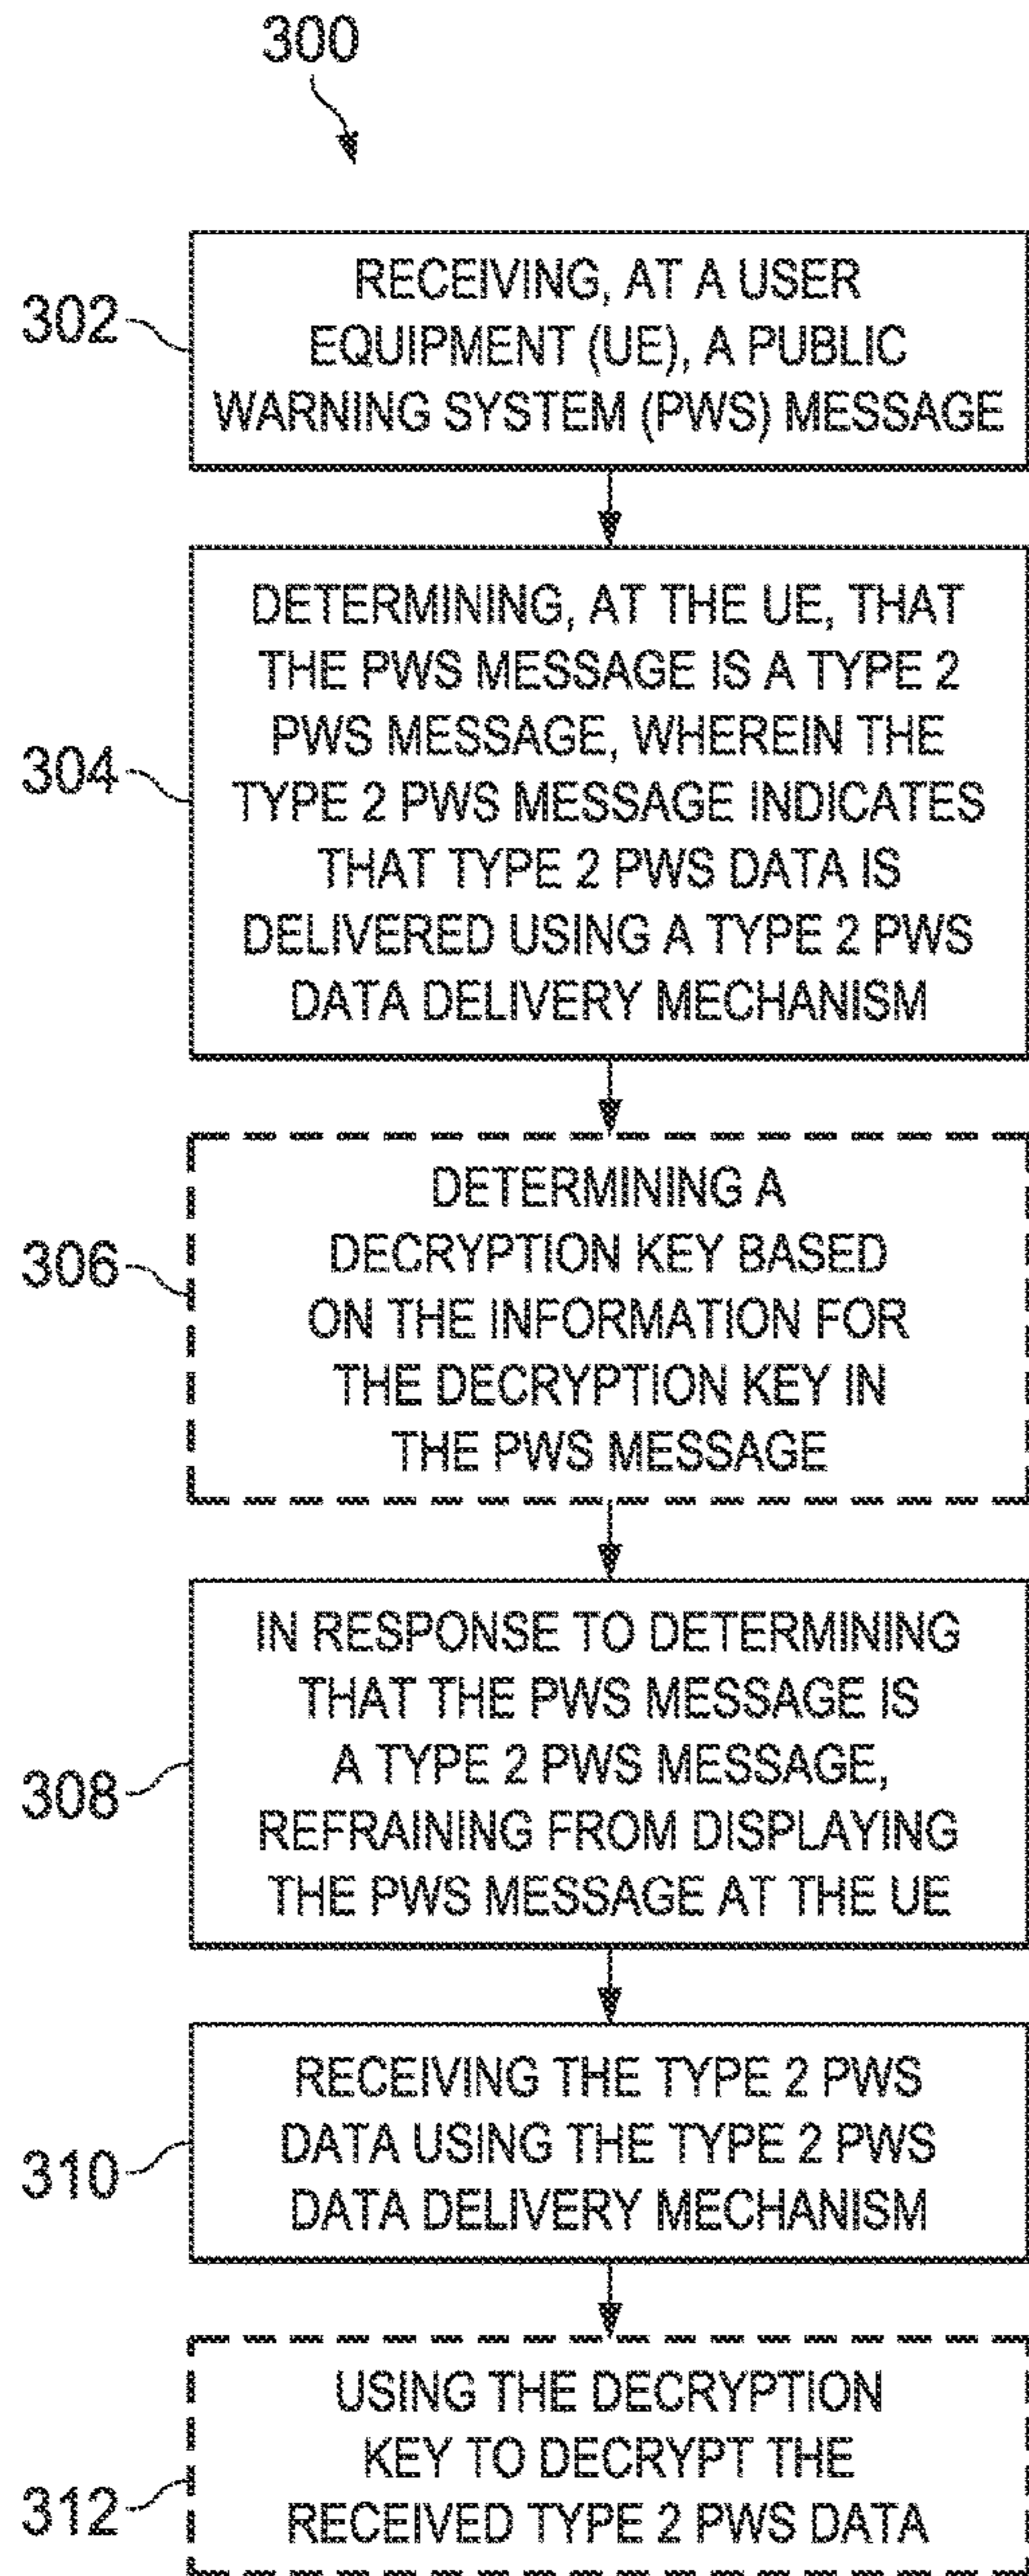 300
302
RECEIVING, AT A USER
EQUIPMENT (UE), A PUBLIC
WARNING SYSTEM (PWS) MESSAGE
304
DETERMINING, AT THE UE, THAT
THE PWS MESSAGE IS A TYPE 2
PWS MESSAGE, WHEREIN THE
TYPE 2 PWS MESSAGE INDICATES
THAT TYPE 2 PWS DATA IS
DELIVERED USING A TYPE 2 PWS
DATA DELIVERY MECHANISM
306
DETERMINING A
DECRYPTION KEY BASED
ON THE INFORMATION FOR
THE DECRYPTION KEY IN
THE PWS MESSAGE
308
IN RESPONSE TO DETERMINING
THAT THE PWS MESSAGE IS
A TYPE 2 PWS MESSAGE,
REFRAINING FROM DISPLAYING
THE PWS MESSAGE AT THE UE
310
RECEIVING THE TYPE 2 PWS
DATA USING THE TYPE 2 PWS
DATA DELIVERY MECHANISM
312
USING THE DECRYPTION
KEY TO DECRYPT THE
RECEIVED TYPE 2 PWS DATA